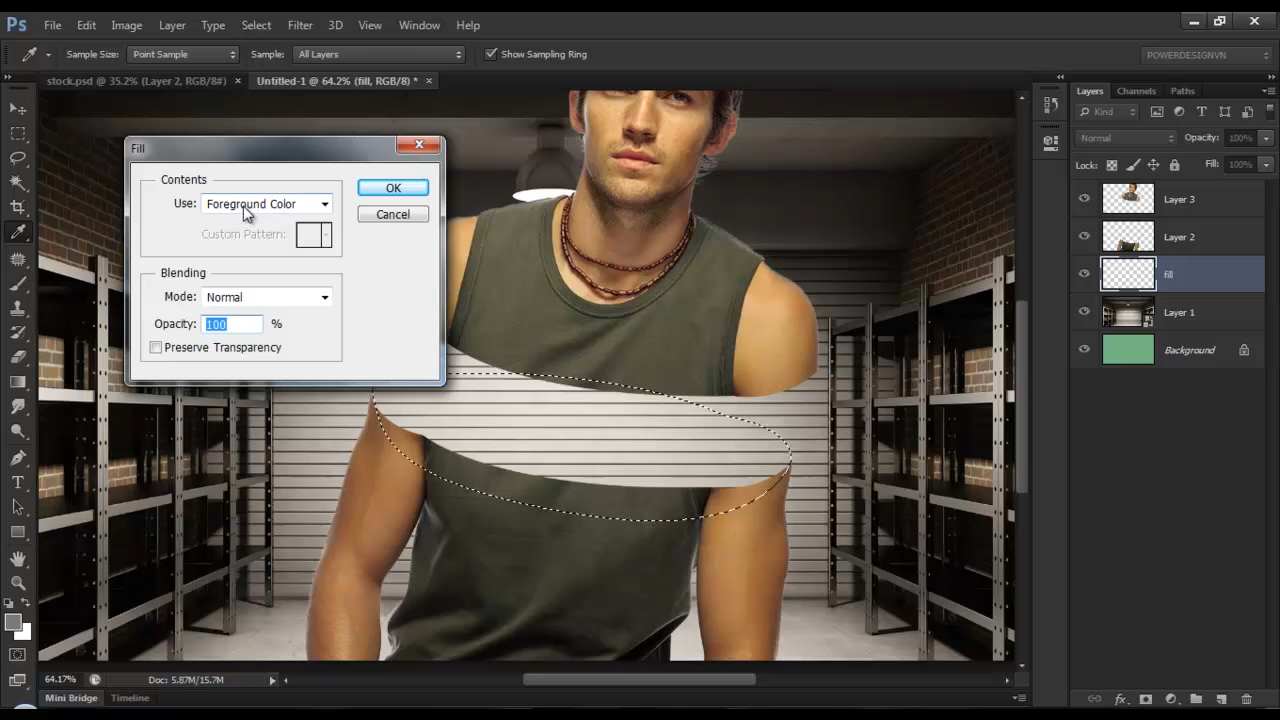 Ps File Edit Image Layer Type Select Filter 3D View Window Help
Sample Size: Point Sample Sample: All Layers Show Sampling Ring POWERDESIGNVN
stock.psd @ 35.2% (Layer 2, RGB/8#) × Untitled-1 @ 64.2% (fill, RGB/8) * ×
Layers Channels Paths
Kind
Normal Opacity: 100%
Lock: Fill: 100%
Layer 3
Layer 2
fill
Layer 1
Background
Fill
Contents
Use: Foreground Color
Custom Pattern:
OK
Cancel
Blending
Mode: Normal
Opacity: 100 %
Preserve Transparency
64.17% Doc: 5.87M/15.7M
Mini Bridge Timeline
fx